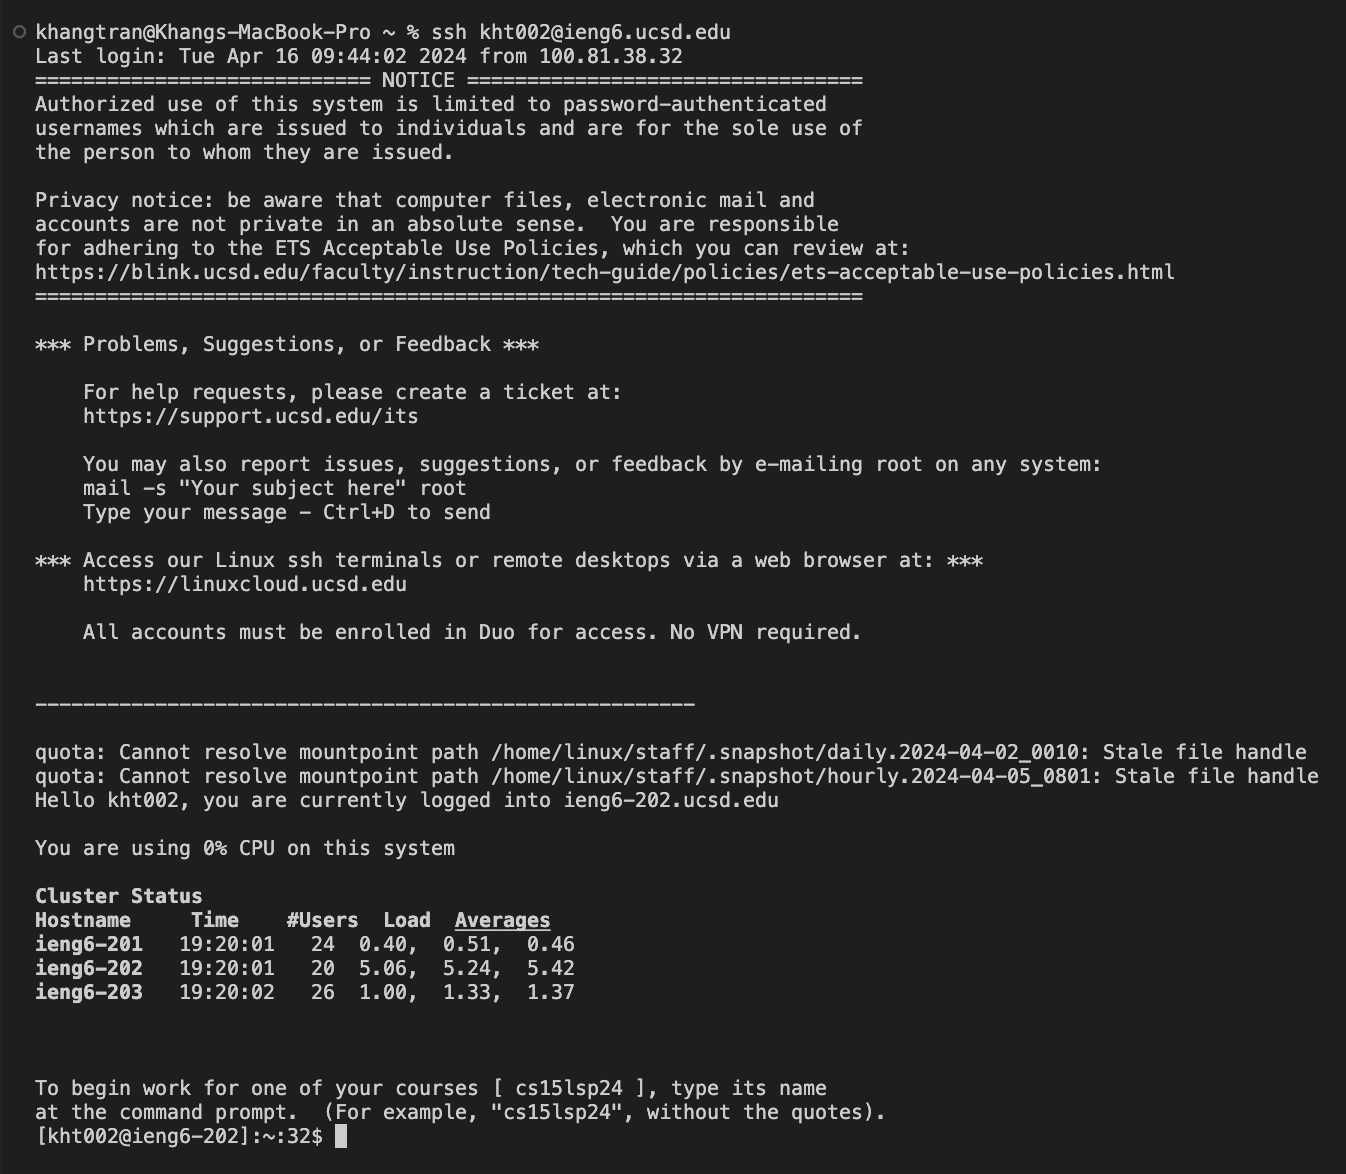 khangtran@Khangs-MacBook-Pro ~ % ssh kht002@ieng6.ucsd.edu
Last login: Tue Apr 16 09:44:02 2024 from 100.81.38.32
============================ NOTICE =================================
Authorized use of this system is limited to password-authenticated
usernames which are issued to individuals and are for the sole use of
the person to whom they are issued.

Privacy notice: be aware that computer files, electronic mail and
accounts are not private in an absolute sense.  You are responsible
for adhering to the ETS Acceptable Use Policies, which you can review at:
https://blink.ucsd.edu/faculty/instruction/tech-guide/policies/ets-acceptable-use-policies.html
=====================================================================

*** Problems, Suggestions, or Feedback ***

    For help requests, please create a ticket at:
    https://support.ucsd.edu/its

    You may also report issues, suggestions, or feedback by e-mailing root on any system:
    mail -s "Your subject here" root
    Type your message - Ctrl+D to send

*** Access our Linux ssh terminals or remote desktops via a web browser at: ***
    https://linuxcloud.ucsd.edu

    All accounts must be enrolled in Duo for access. No VPN required.


-------------------------------------------------------

quota: Cannot resolve mountpoint path /home/linux/staff/.snapshot/daily.2024-04-02_0010: Stale file handle
quota: Cannot resolve mountpoint path /home/linux/staff/.snapshot/hourly.2024-04-05_0801: Stale file handle
Hello kht002, you are currently logged into ieng6-202.ucsd.edu

You are using 0% CPU on this system

Cluster Status
Hostname     Time    #Users  Load  Averages
ieng6-201   19:20:01   24  0.40,  0.51,  0.46
ieng6-202   19:20:01   20  5.06,  5.24,  5.42
ieng6-203   19:20:02   26  1.00,  1.33,  1.37



To begin work for one of your courses [ cs15lsp24 ], type its name
at the command prompt.  (For example, "cs15lsp24", without the quotes).
[kht002@ieng6-202]:~:32$